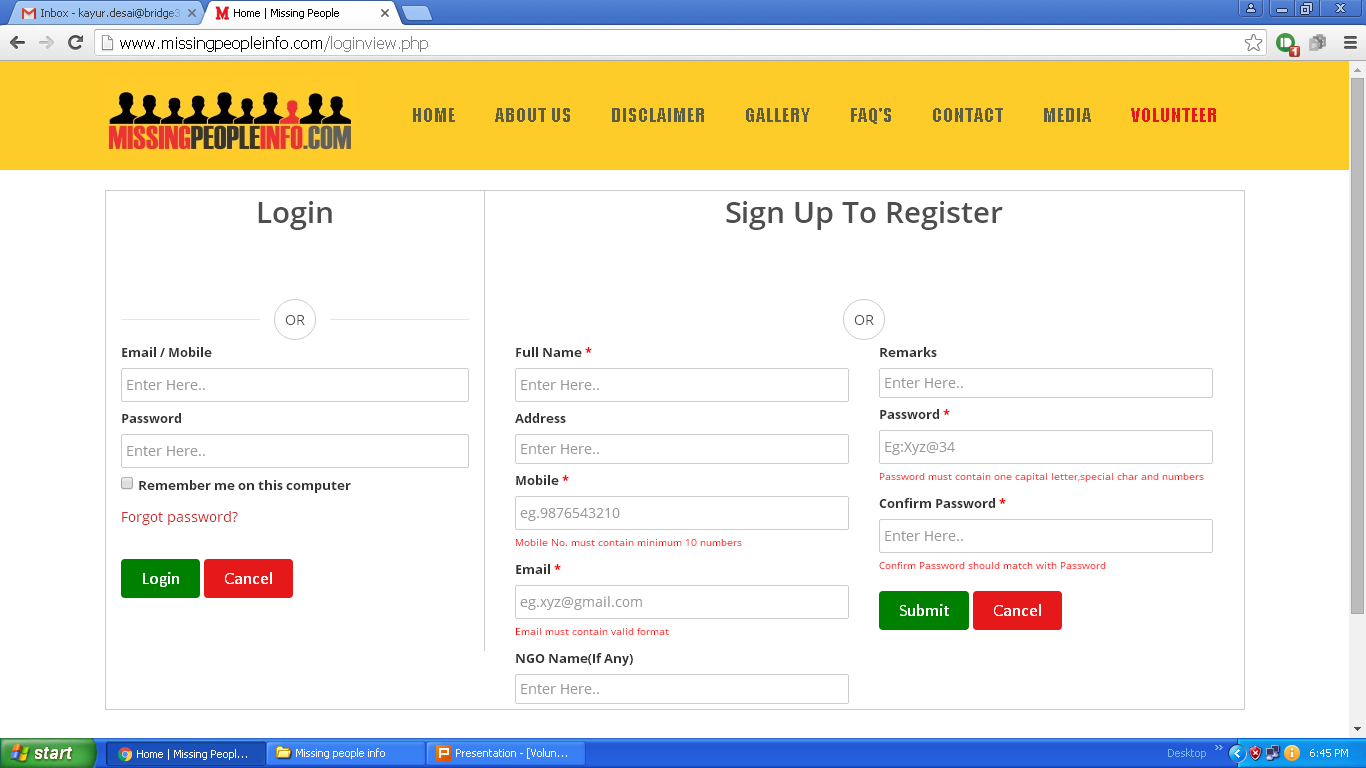 Inbox - kayur.desai@bridge3
Home | Missing People
www.missingpeopleinfo.com/loginview.php
1
MISSINGPEOPLEINFO.COM
HOME ABOUT US DISCLAIMER GALLERY FAQ'S CONTACT MEDIA VOLUNTEER
Login
OR
Email / Mobile
Enter Here..
Password
Enter Here..
Remember me on this computer
Forgot password?
Login Cancel
Sign Up To Register
OR
Full Name *
Enter Here..
Address
Enter Here..
Mobile *
eg.9876543210
Mobile No. must contain minimum 10 numbers
Email *
eg.xyz@gmail.com
Email must contain valid format
NGO Name(If Any)
Enter Here..
Remarks
Enter Here..
Password *
Eg:Xyz@34
Password must contain one capital letter,special char and numbers
Confirm Password *
Enter Here..
Confirm Password should match with Password
Submit Cancel
start Home | Missing Peopl... Missing people info Presentation - [Volun... Desktop 6:45 PM